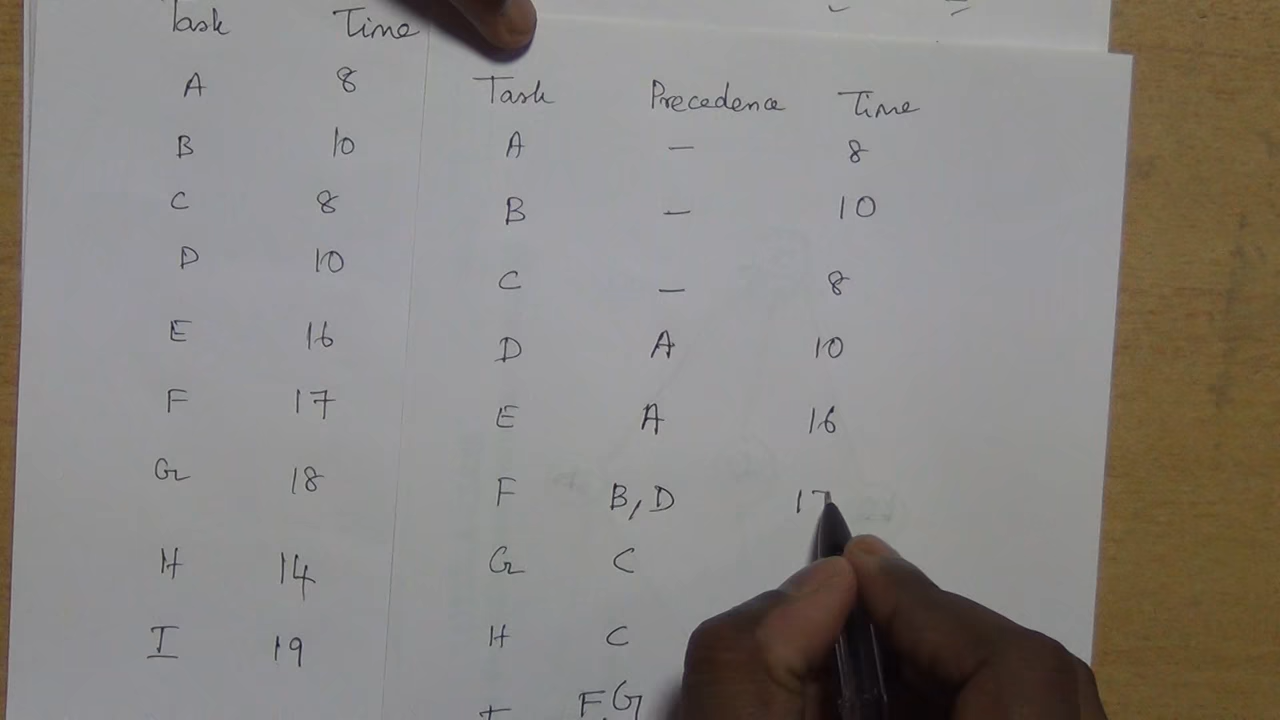 Task Time
A 8
B 10
C 8
D 10
E 16
F 17
G 18
H 14
I 19
Task Precedence Time
A - 8
B - 10
C - 8
D A 10
E A 16
F B, D 17
G C
H C
I F, G